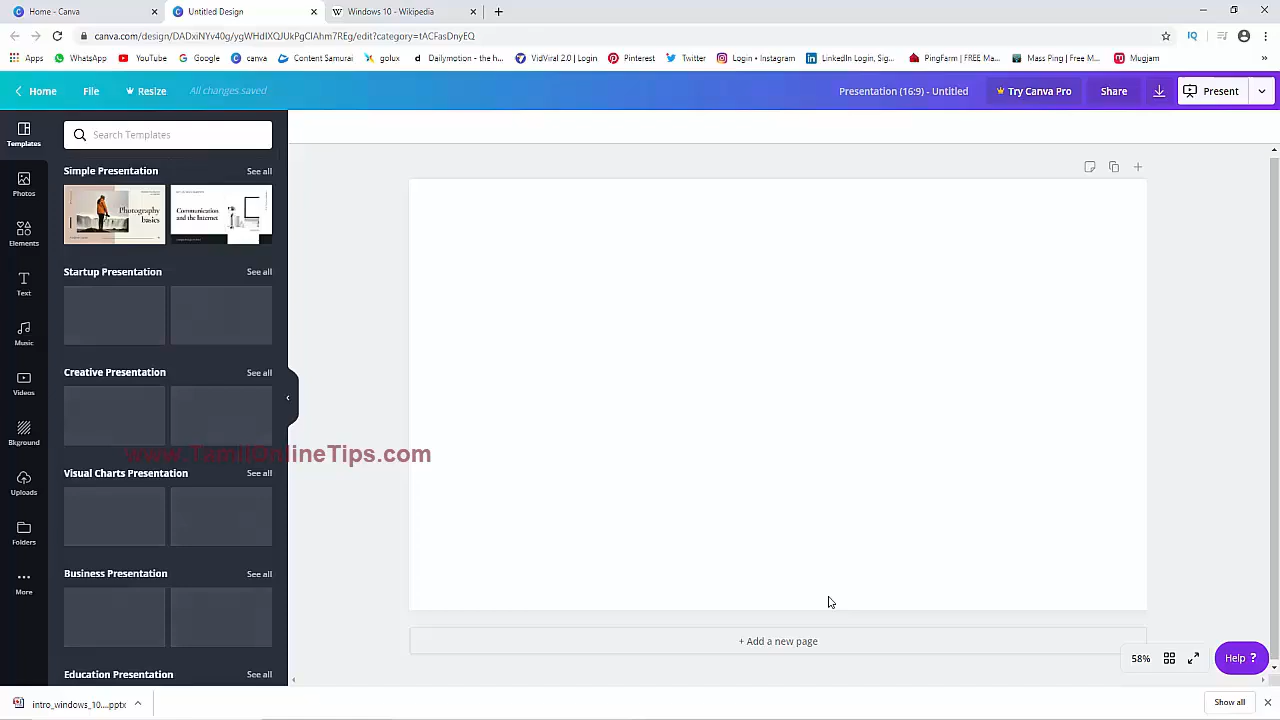 Home - Canva
Untitled Design
Windows 10 - Wikipedia
canva.com/design/DADxiNYv40g/ygWHdIXQJUkPgCIAhm7REg/edit?category=tACFasDnyEQ
Apps
WhatsApp
YouTube
Google
canva
Content Samurai
golux
Dailymotion - the h...
VidViral 2.0 | Login
Pinterest
Twitter
Login • Instagram
LinkedIn Login, Sig...
PingFarm | FREE Ma...
Mass Ping | Free M...
Mugjam
Home
File
Resize
All changes saved
Presentation (16:9) - Untitled
Try Canva Pro
Share
Present
Templates
Photos
Elements
Text
Music
Videos
Bkground
Uploads
Folders
More
Search Templates
Simple Presentation
See all
Photography
basics
Communication
and the Internet
Startup Presentation
See all
Creative Presentation
See all
www.TamilOnlineTips.com
Visual Charts Presentation
See all
Business Presentation
See all
Education Presentation
See all
+ Add a new page
58%
Help ?
intro_windows_10....pptx
Show all